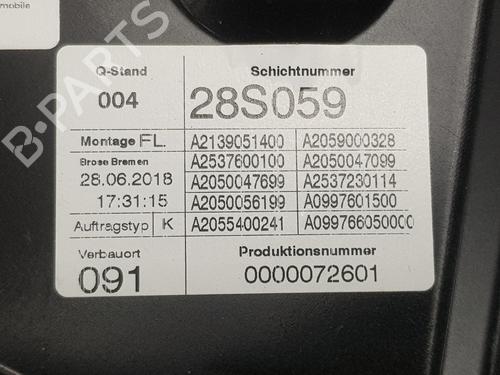 mobile
Q-Stand
004
Schichtnummer
28S059
Montage FL.
Brose Bremen
28.06.2018
17:31:15
Auftragstyp K
A2139051400 A2059000328
A2537600100 A2050047099
A2050047699 A2537230114
A2050056199 A0997601500
A2055400241 A099766050000
Verbauort
091
Produktionsnummer
0000072601
B-PARTS